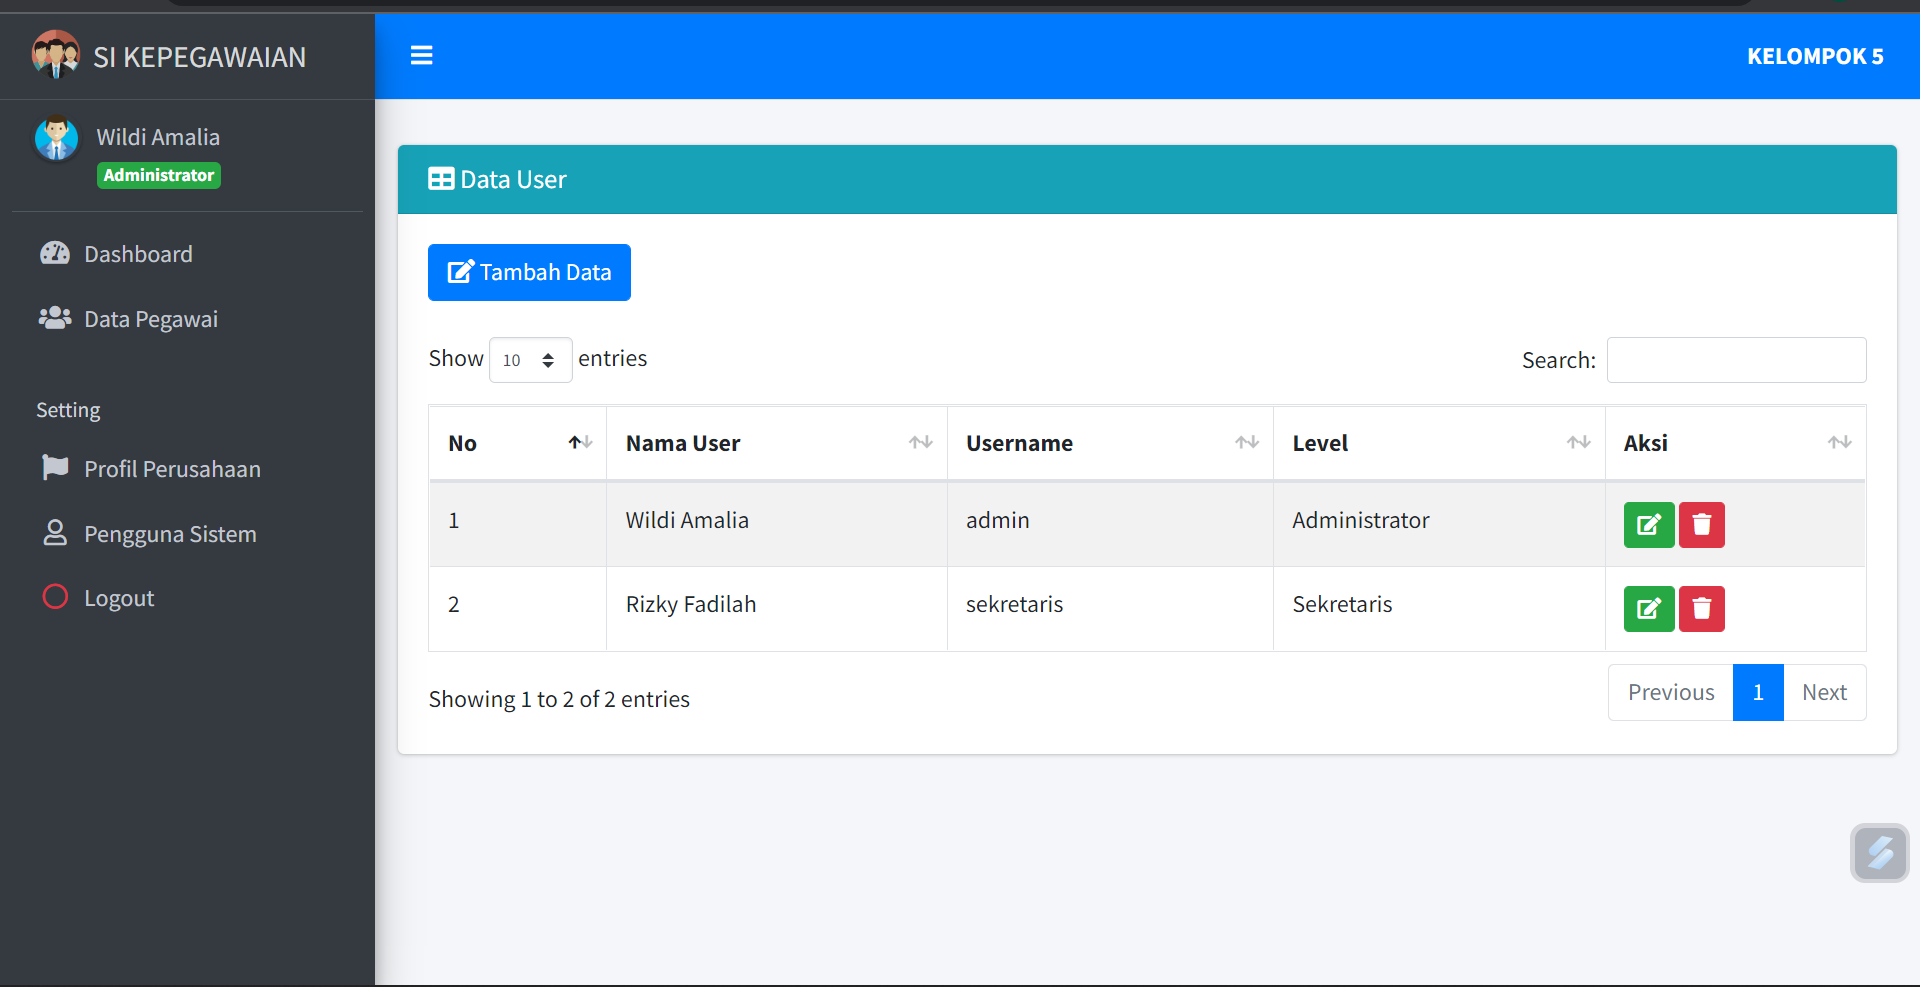 SI KEPEGAWAIAN
KELOMPOK 5
Wildi Amalia
Administrator
Dashboard
Data Pegawai
Setting
Profil Perusahaan
Pengguna Sistem
Logout
Data User
Tambah Data
Show 10 entries
Search:
No Nama User Username Level Aksi
1 Wildi Amalia admin Administrator
2 Rizky Fadilah sekretaris Sekretaris
Showing 1 to 2 of 2 entries
Previous 1 Next